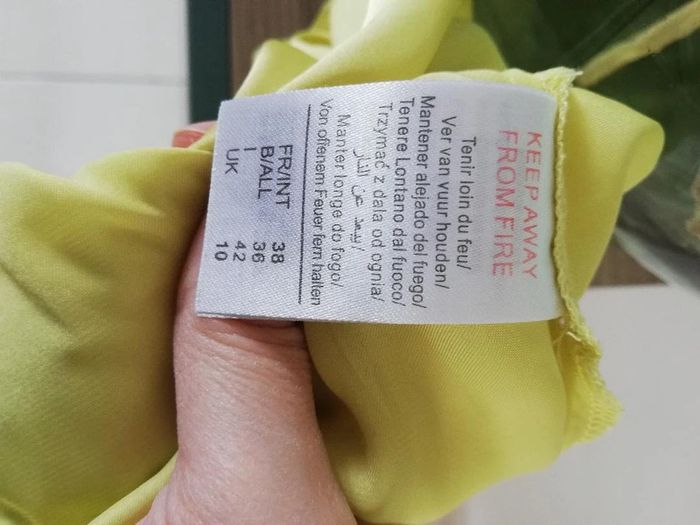 KEEP AWAY
FROM FIRE
Tenir loin du feu/
Ver van vuur houden/
Mantener alejado del fuego/
Tenere Lontano dal fuoco/
Trzymać z dala od ognia/
يبعد عن النار/
Manter longe do fogo/
Von offenem Feuer fern halten
FR/INT 38
B/ALL 36
I 42
UK 10